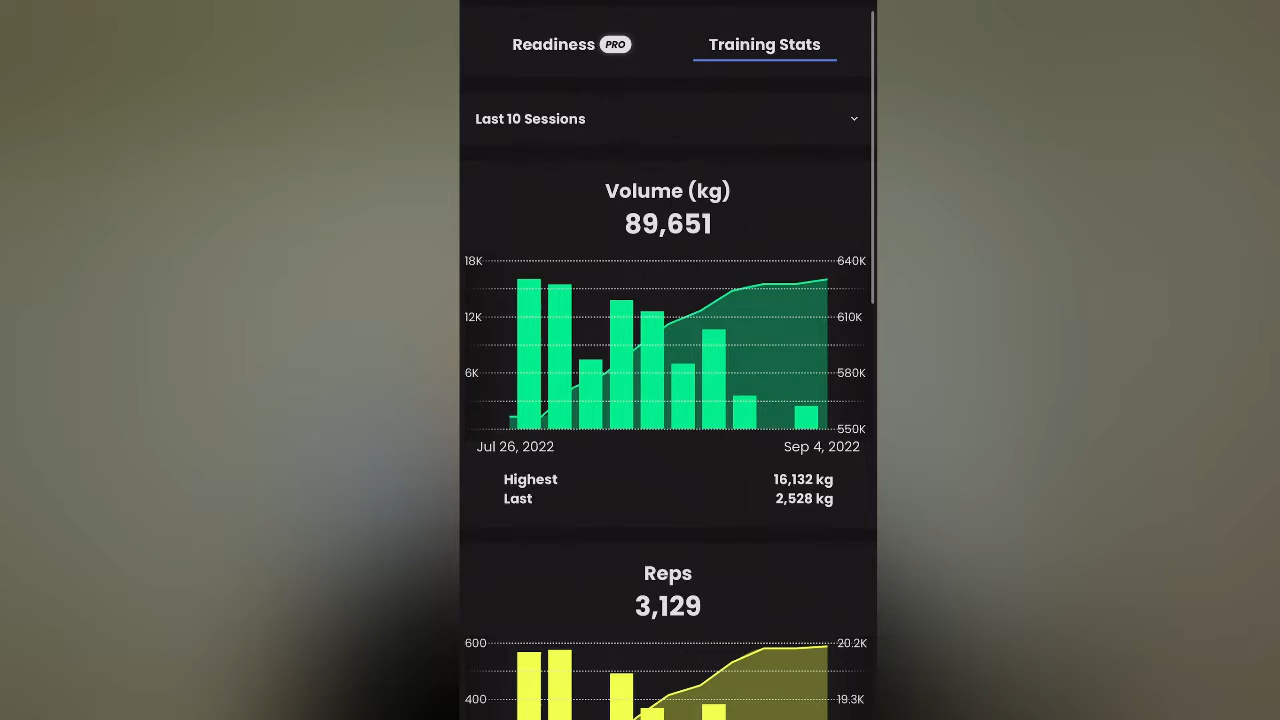 Readiness PRO
Training Stats
Last 10 Sessions
Volume (kg)
89,651
18K
640K
12K
610K
6K
580K
550K
Jul 26, 2022
Sep 4, 2022
Highest
16,132 kg
Last
2,528 kg
Reps
3,129
600
20.2K
400
19.3K